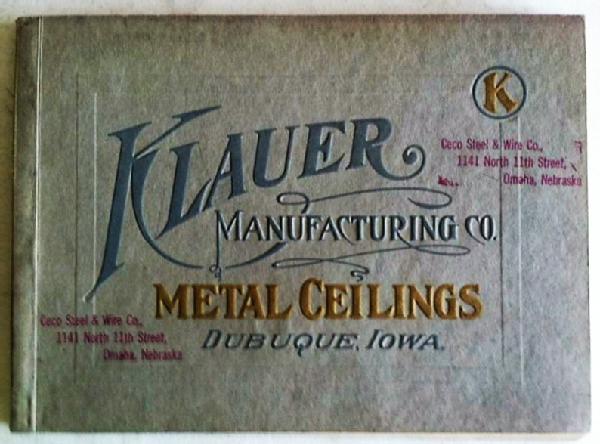 K
KLAUER
MANUFACTURING CO.
METAL CEILINGS
DUBUQUE, IOWA.
Ceco Steel & Wire Co.,
1141 North 11th Street,
Omaha, Nebraska
Ceco Steel & Wire Co.,
1141 North 11th Street,
Omaha, Nebraska